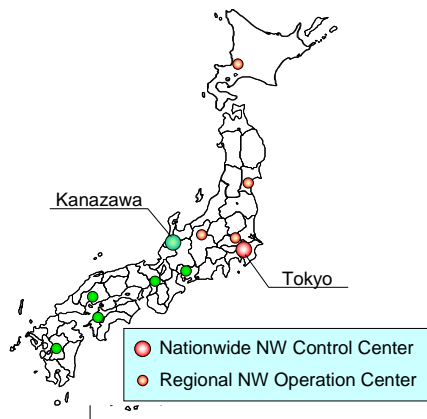 Kanazawa
Tokyo
Nationwide NW Control Center
Regional NW Operation Center